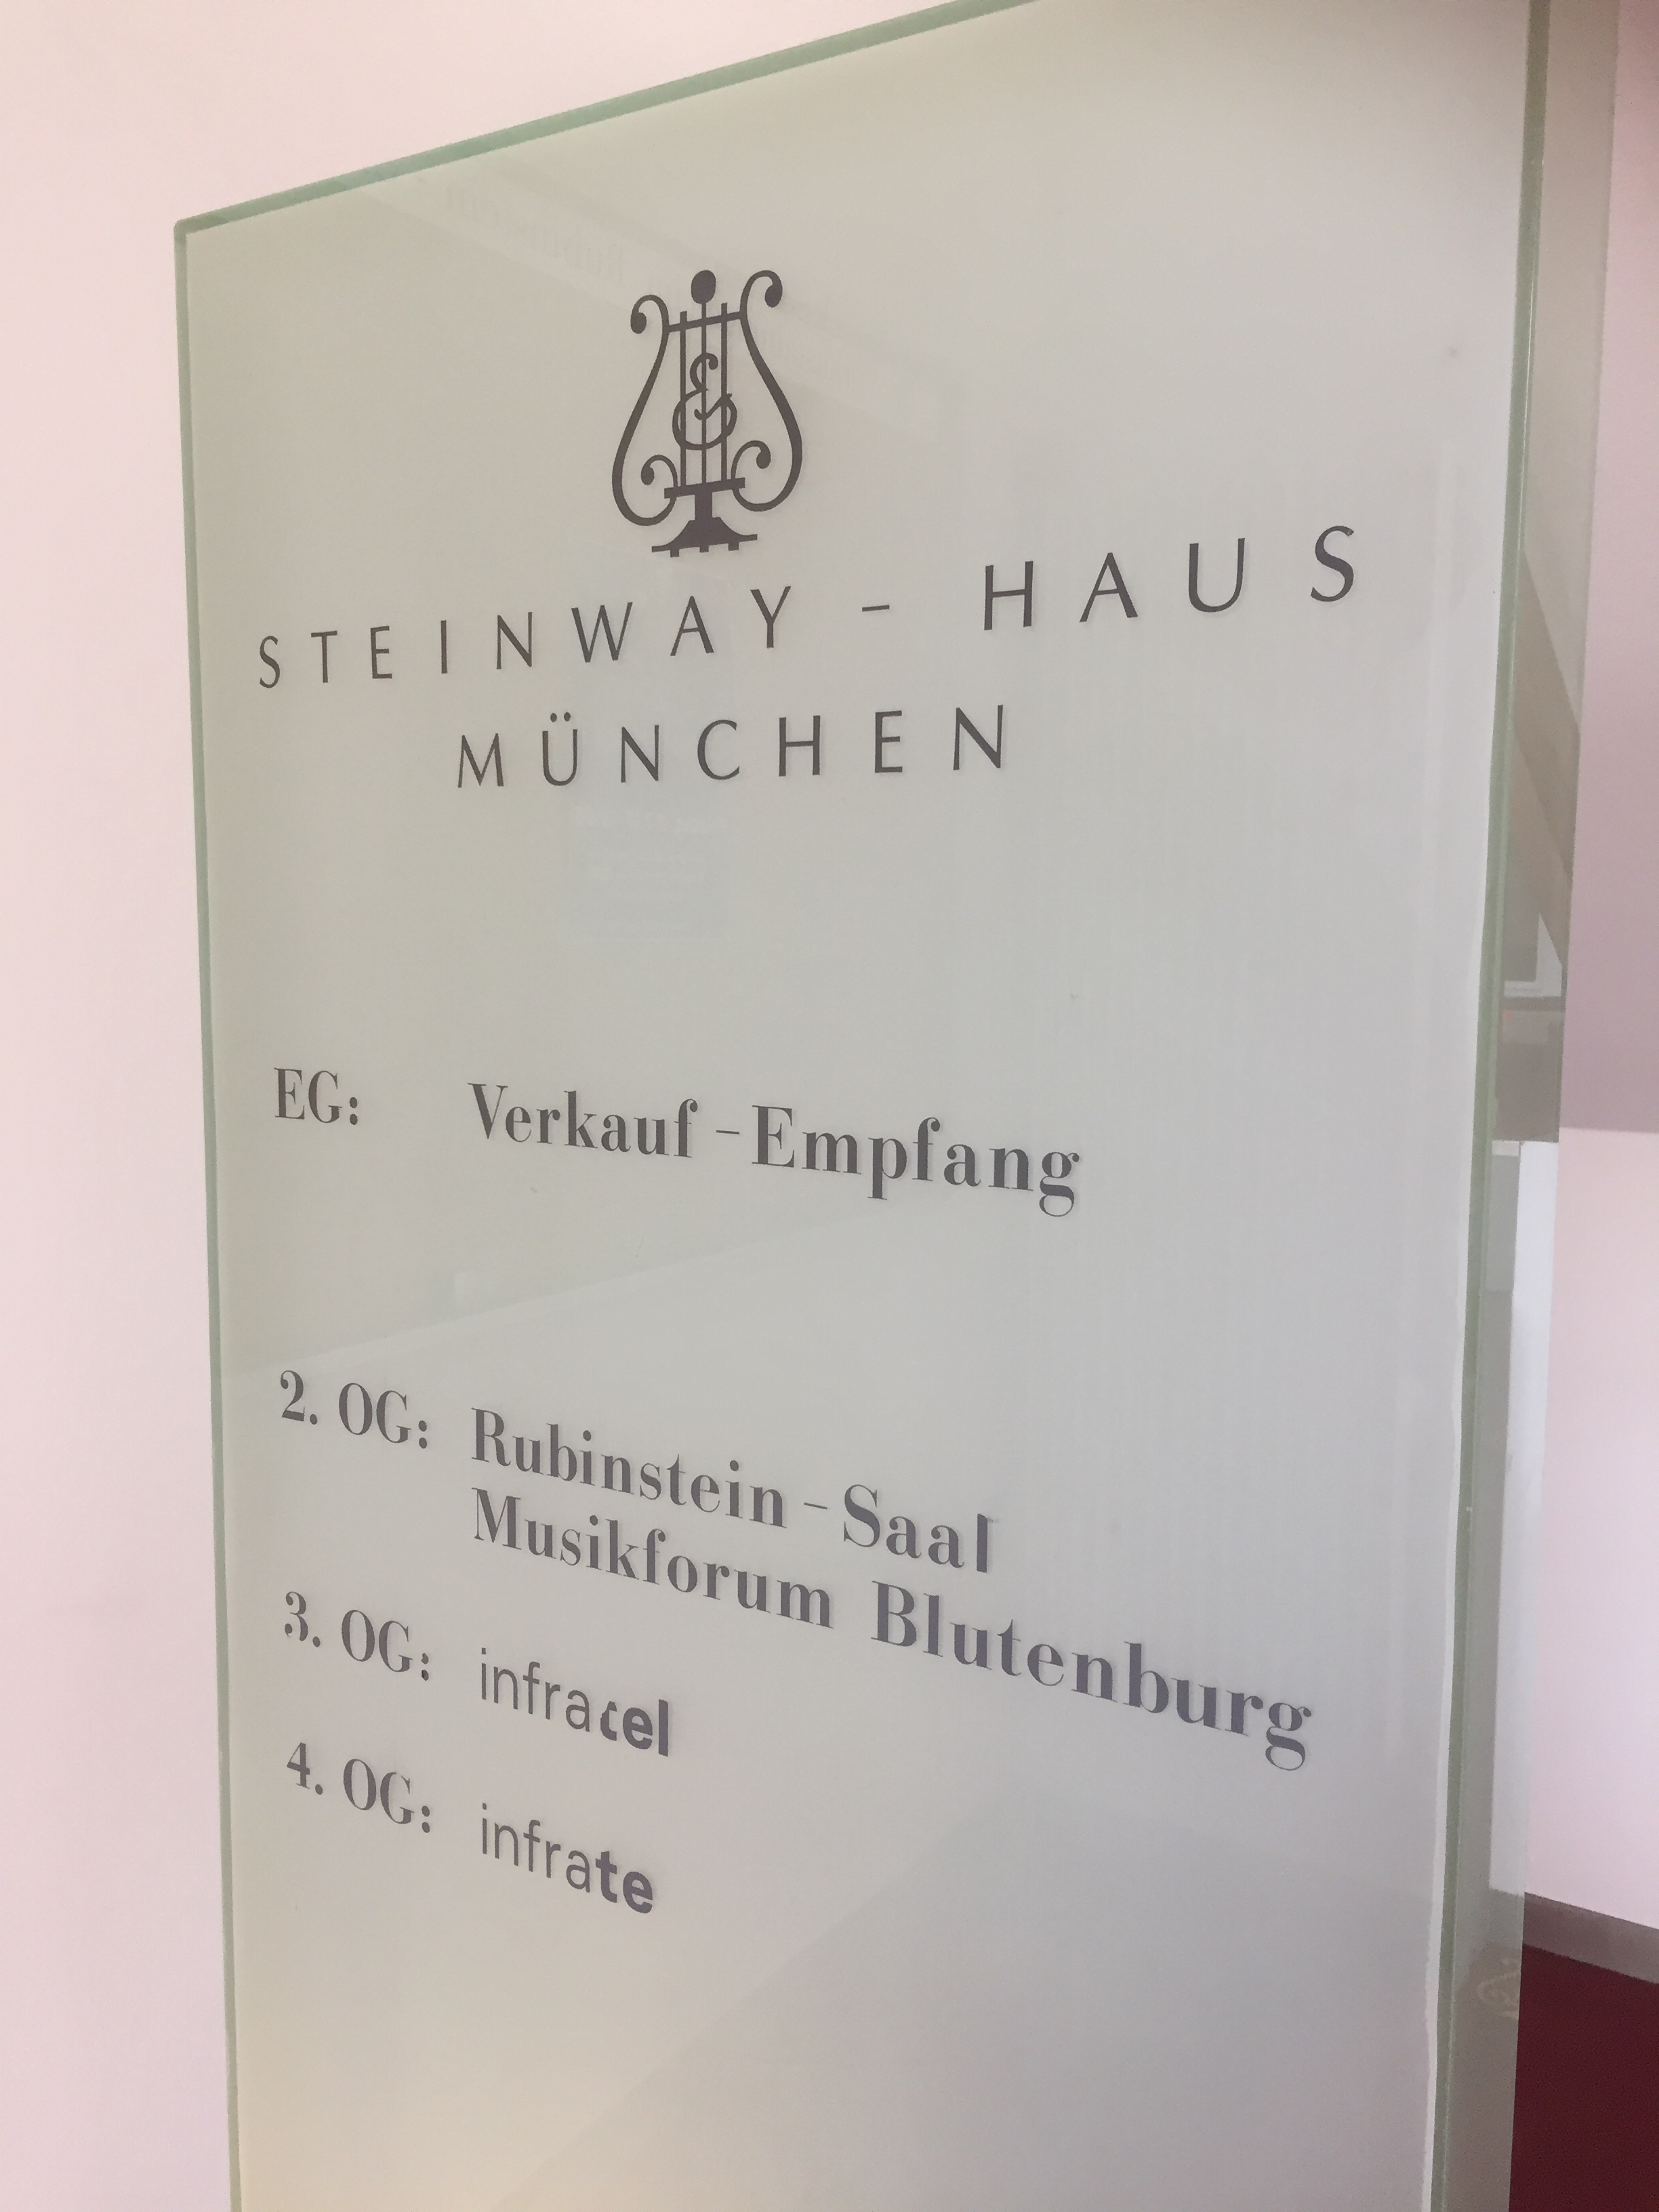 STEINWAY - HAUS
MÜNCHEN
EG: Verkauf - Empfang
2. OG: Rubinstein - Saal
Musikforum Blutenburg
3. OG: infracel
4. OG: infrate